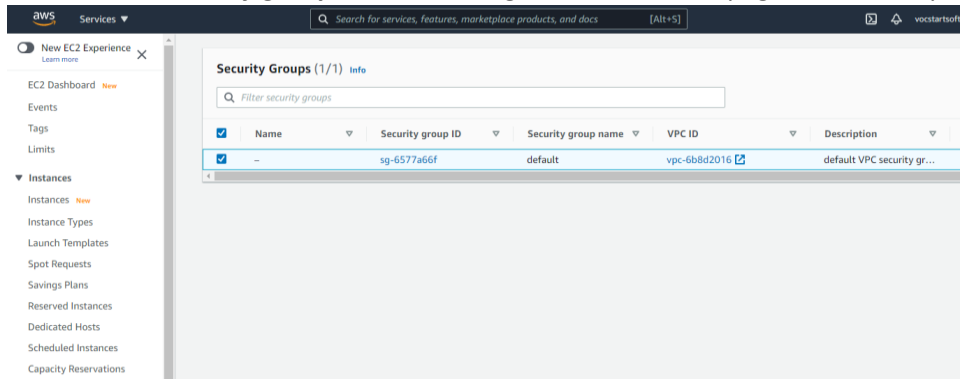 aws Services ▼ Search for services, features, marketplace products, and docs [Alt+S] vocstartsoft
New EC2 Experience
Learn more
EC2 Dashboard New
Events
Tags
Limits
▼ Instances
Instances New
Instance Types
Launch Templates
Spot Requests
Savings Plans
Reserved Instances
Dedicated Hosts
Scheduled Instances
Capacity Reservations
Security Groups (1/1) Info
Filter security groups
Name Security group ID Security group name VPC ID Description
– sg-6577a66f default vpc-6b8d2016 default VPC security gr...